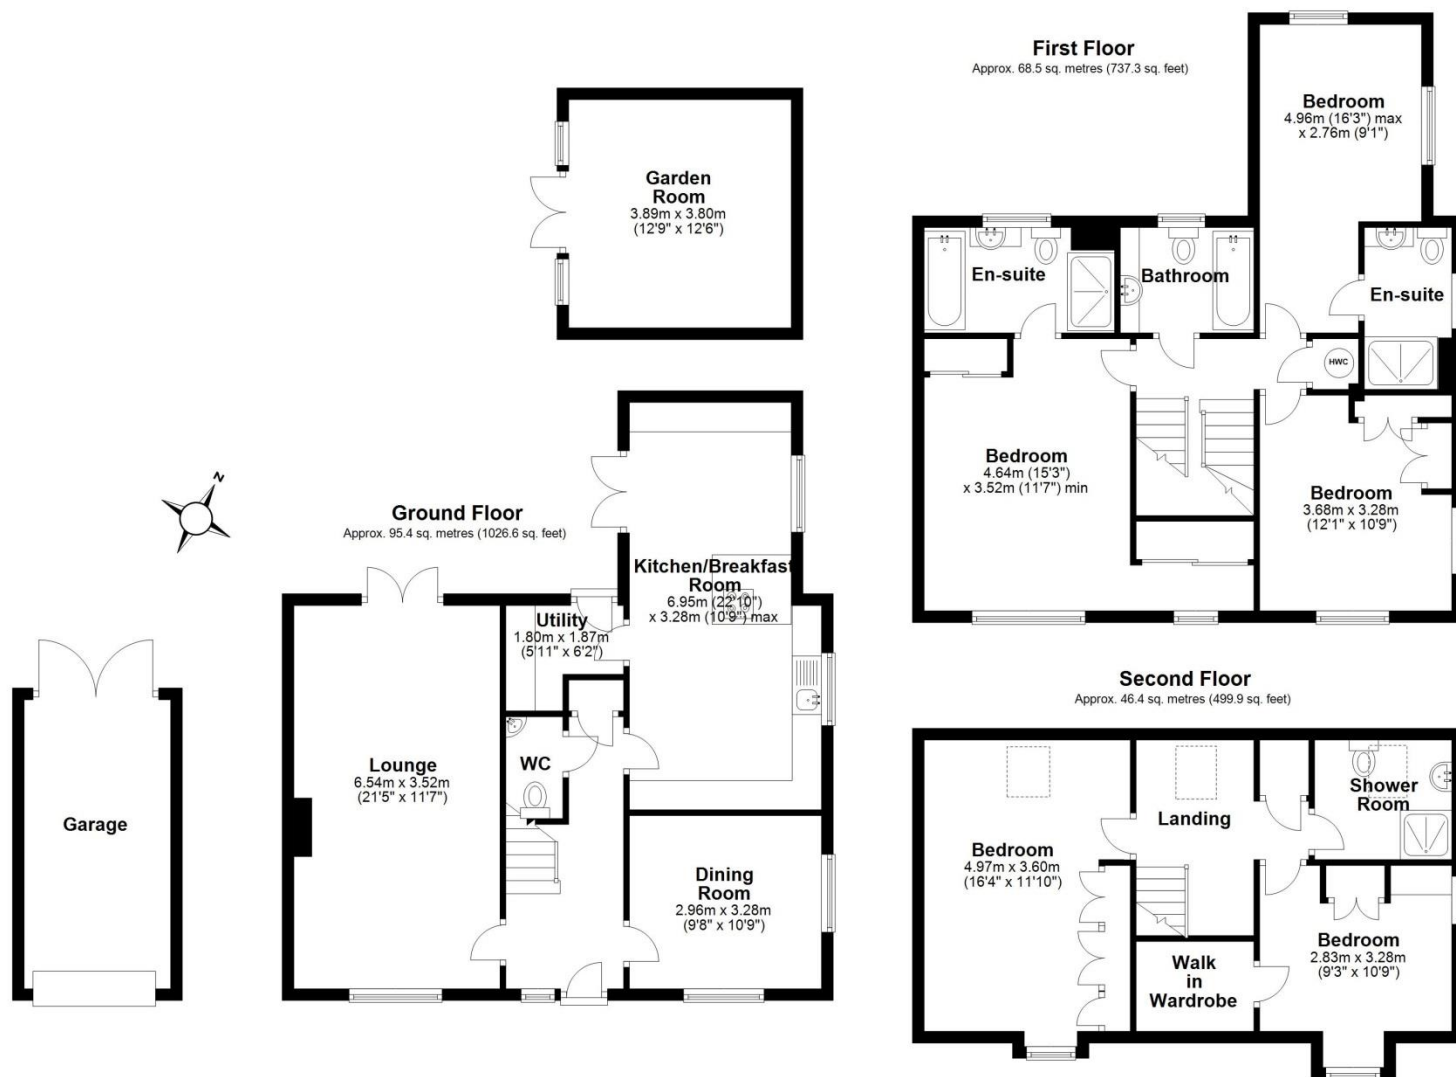 First Floor
Approx. 68.5 sq. metres (737.3 sq. feet)
Bedroom
4.96m (16'3") max
x 2.76m (9'1")
En-suite
Bathroom
En-suite
HWC
Bedroom
4.64m (15'3")
x 3.52m (11'7") min
Bedroom
3.68m x 3.28m
(12'1" x 10'9")
Garden
Room
3.89m x 3.80m
(12'9" x 12'6")
N
Ground Floor
Approx. 95.4 sq. metres (1026.6 sq. feet)
Kitchen/Breakfast
Room
6.95m (22'10")
x 3.28m (10'9") max
Utility
1.80m x 1.87m
(5'11" x 6'2")
Lounge
6.54m x 3.52m
(21'5" x 11'7")
WC
Garage
Dining
Room
2.96m x 3.28m
(9'8" x 10'9")
Second Floor
Approx. 46.4 sq. metres (499.9 sq. feet)
Shower
Room
Landing
Bedroom
4.97m x 3.60m
(16'4" x 11'10")
Bedroom
2.83m x 3.28m
(9'3" x 10'9")
Walk
in
Wardrobe